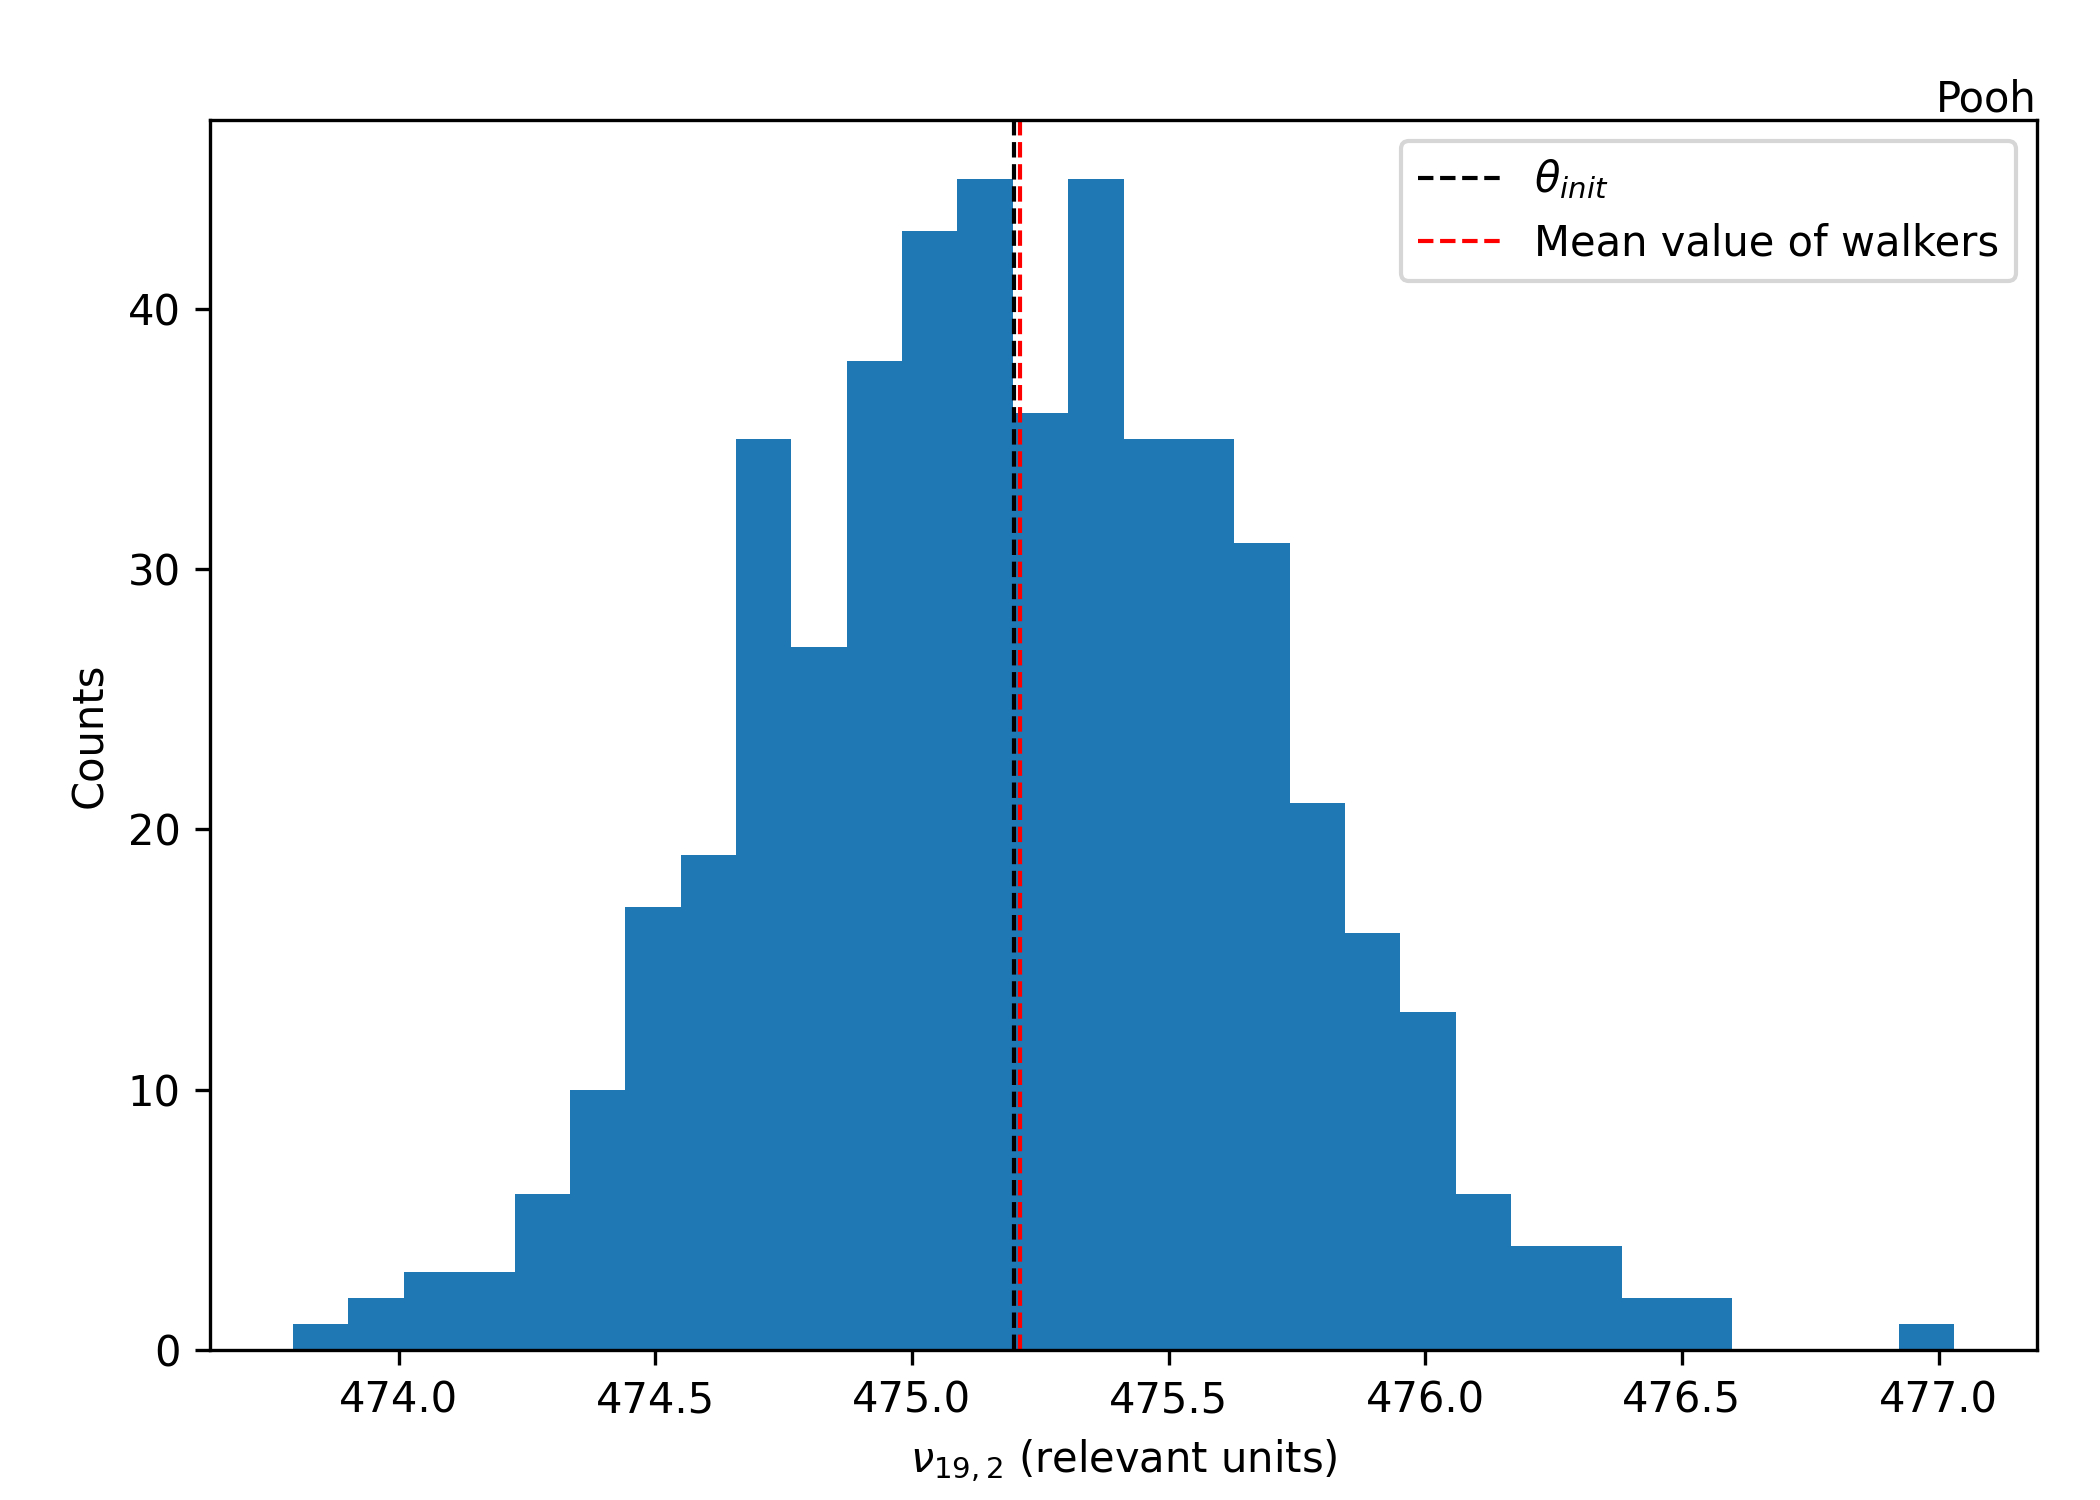 Pooh
θinit
Mean value of walkers
40
30
20
10
0
Counts
474.0 474.5 475.0 475.5 476.0 476.5 477.0
ν19, 2 (relevant units)